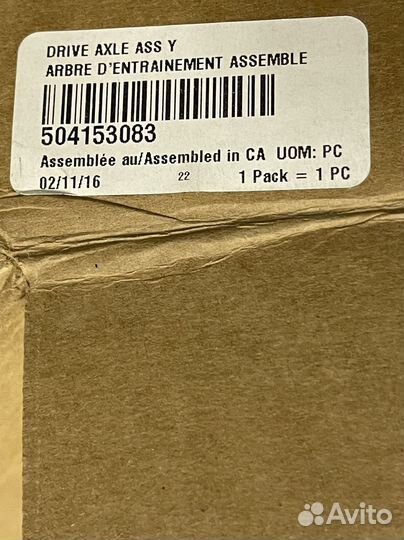 DRIVE AXLE ASS Y
ARBRE D'ENTRAINEMENT ASSEMBLE
504153083
Assemblée au/Assembled in CA UOM: PC
02/11/16 22 1 Pack = 1 PC
Avito